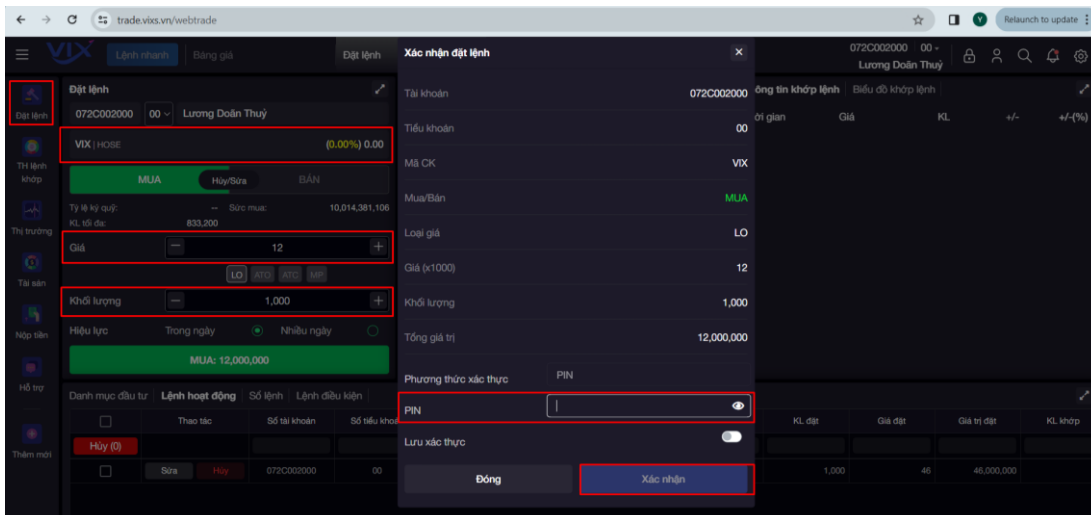 trade.vixs.vn/webtrade
Y
Relaunch to update
VIX
Lệnh nhanh
Bảng giá
Đặt lệnh
072C002000 00
Lương Doãn Thuỳ
Đặt lệnh
TH lệnh khớp
Thị trường
Tài sản
Nộp tiền
Hỗ trợ
Thêm mới
Đặt lệnh
072C002000 00 Lương Doãn Thuỳ
VIX | HOSE (0.00%) 0.00
MUA Hủy/Sửa BÁN
Tỷ lệ ký quỹ: -- Sức mua: 10,014,381,106
KL tối đa: 833,200
Giá 12
LO ATO ATC MP
Khối lượng 1,000
Hiệu lực Trong ngày Nhiều ngày
MUA: 12,000,000
Xác nhận đặt lệnh
Tài khoản 072C002000
Tiểu khoản 00
Mã CK VIX
Mua/Bán MUA
Loại giá LO
Giá (x1000) 12
Khối lượng 1,000
Tổng giá trị 12,000,000
Phương thức xác thực PIN
PIN
Lưu xác thực
Đóng Xác nhận
ông tin khớp lệnh Biểu đồ khớp lệnh
ời gian Giá KL +/- +/-(%)
Danh mục đầu tư Lệnh hoạt động Sổ lệnh Lệnh điều kiện
Thao tác Số tài khoản Số tiểu khoả KL đặt Giá đặt Giá trị đặt KL khớp
Hủy (0)
Sửa Hủy 072C002000 00 1,000 46 46,000,000